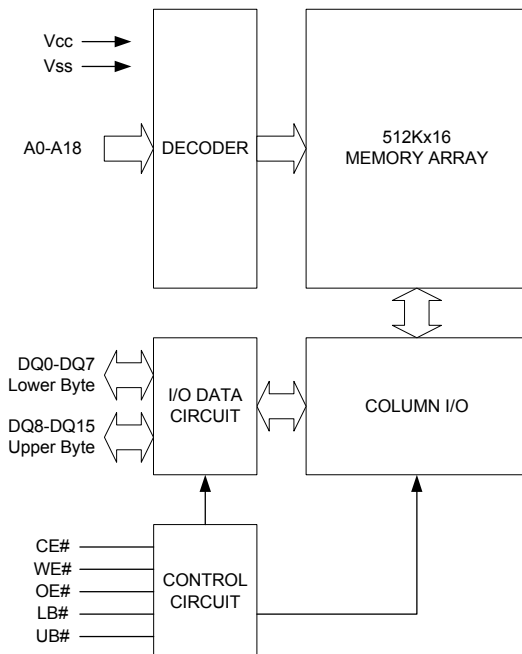 Vcc
Vss
A0-A18
DECODER
512Kx16
MEMORY ARRAY
DQ0-DQ7
Lower Byte
DQ8-DQ15
Upper Byte
I/O DATA
CIRCUIT
COLUMN I/O
CE#
WE#
OE#
LB#
UB#
CONTROL
CIRCUIT